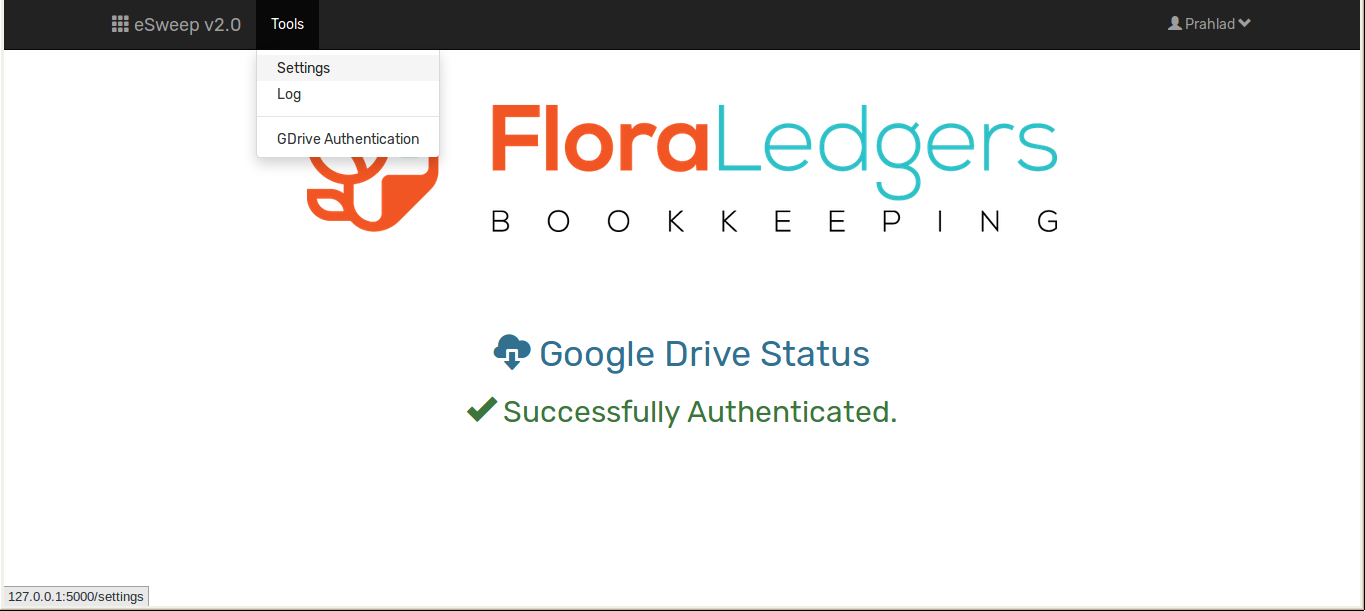 eSweep v2.0 Tools Prahlad
Settings
Log
GDrive Authentication
FloraLedgers
BOOKKEEPING
Google Drive Status
Successfully Authenticated.
127.0.0.1:5000/settings